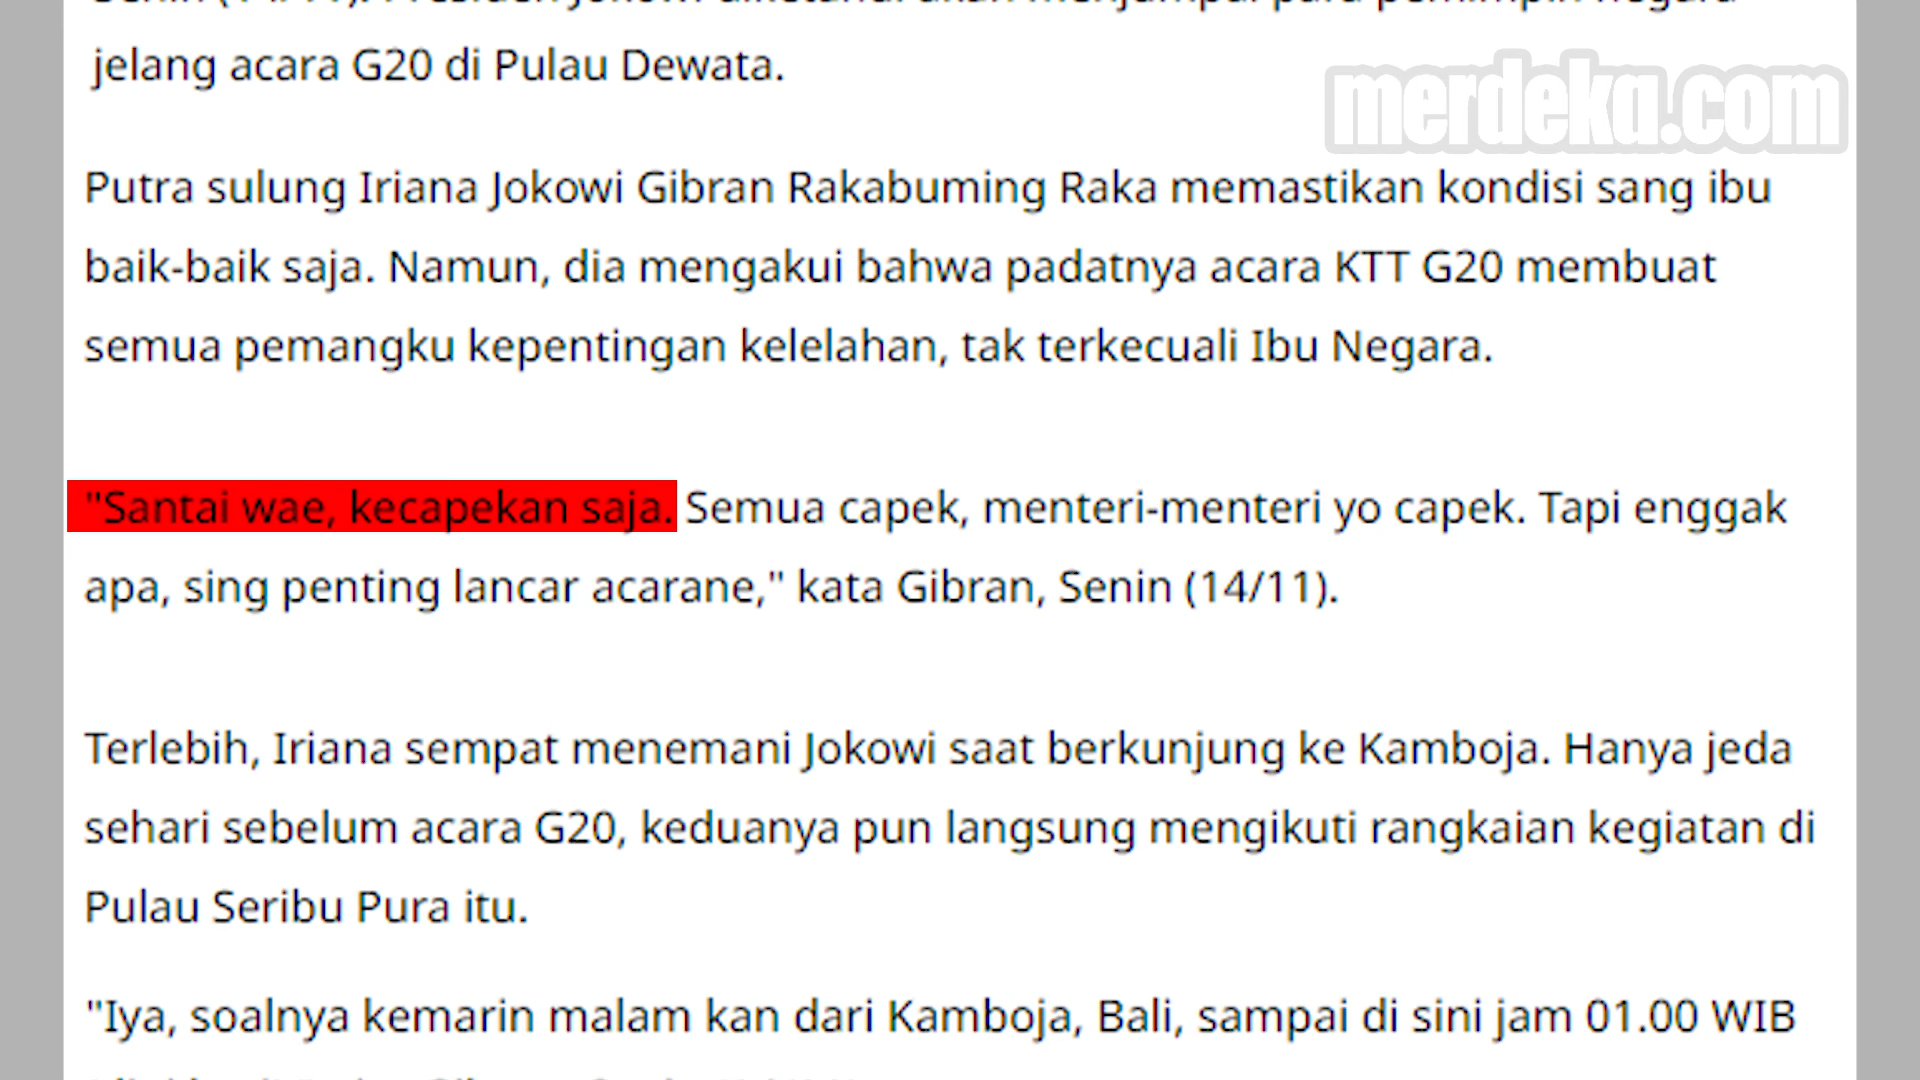 jelang acara G20 di Pulau Dewata.
merdeka.com
Putra sulung Iriana Jokowi Gibran Rakabuming Raka memastikan kondisi sang ibu
baik-baik saja. Namun, dia mengakui bahwa padatnya acara KTT G20 membuat
semua pemangku kepentingan kelelahan, tak terkecuali Ibu Negara.
"Santai wae, kecapekan saja. Semua capek, menteri-menteri yo capek. Tapi enggak
apa, sing penting lancar acarane," kata Gibran, Senin (14/11).
Terlebih, Iriana sempat menemani Jokowi saat berkunjung ke Kamboja. Hanya jeda
sehari sebelum acara G20, keduanya pun langsung mengikuti rangkaian kegiatan di
Pulau Seribu Pura itu.
"Iya, soalnya kemarin malam kan dari Kamboja, Bali, sampai di sini jam 01.00 WIB